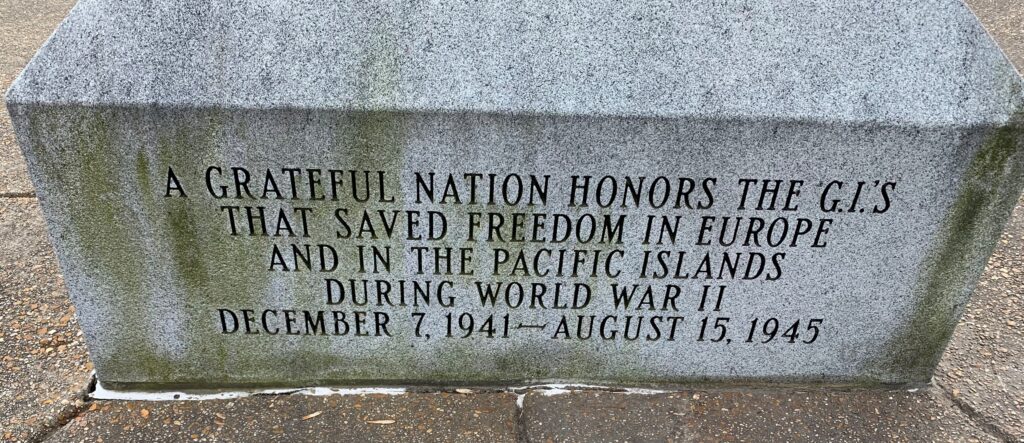 A GRATEFUL NATION HONORS THE G.I.'S
THAT SAVED FREEDOM IN EUROPE
AND IN THE PACIFIC ISLANDS
DURING WORLD WAR II
DECEMBER 7, 1941 — AUGUST 15, 1945